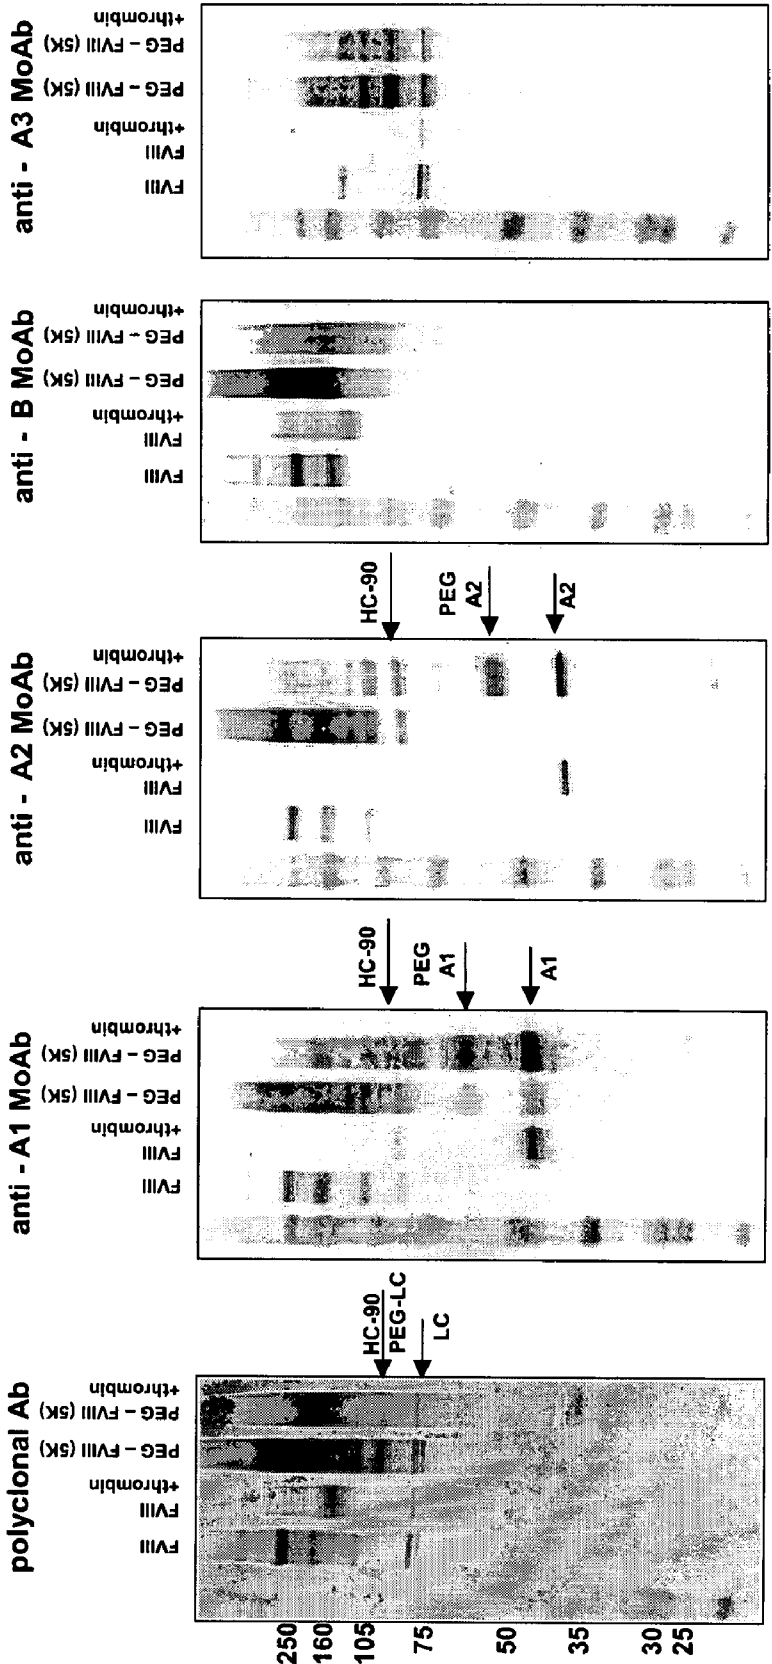 polyclonal Ab
FVIII
FVIII
+thrombin
PEG – FVIII (5K)
PEG – FVIII (5K)
+thrombin
250
160
105
75
50
35
30
25
HC-90
PEG-LC
LC
anti - A1 MoAb
FVIII
FVIII
+thrombin
PEG – FVIII (5K)
PEG – FVIII (5K)
+thrombin
HC-90
PEG
A1
A1
anti - A2 MoAb
FVIII
FVIII
+thrombin
PEG – FVIII (5K)
PEG – FVIII (5K)
+thrombin
HC-90
PEG
A2
A2
anti - B MoAb
FVIII
FVIII
+thrombin
PEG – FVIII (5K)
PEG – FVIII (5K)
+thrombin
anti - A3 MoAb
FVIII
FVIII
+thrombin
PEG – FVIII (5K)
PEG – FVIII (5K)
+thrombin